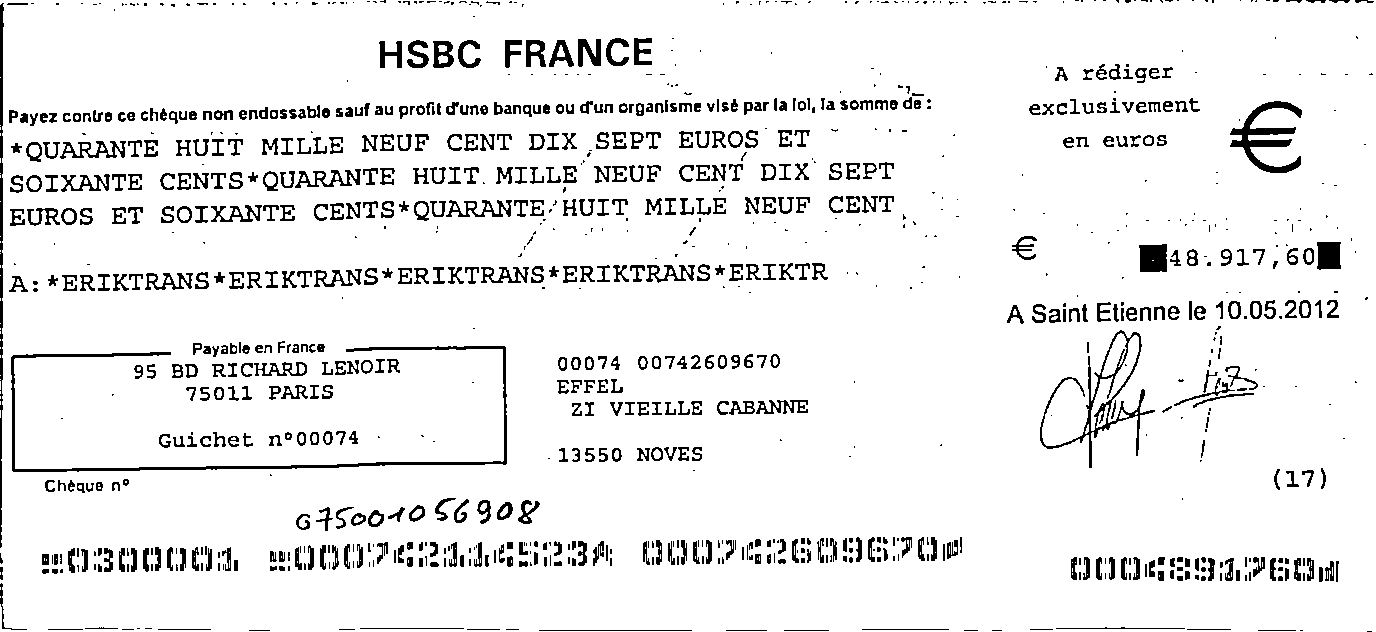 HSBC FRANCE
A rédiger
exclusivement
en euros
€
Payez contre ce chèque non endossable sauf au profit d'une banque ou d'un organisme visé par la loi, la somme de :
*QUARANTE HUIT MILLE NEUF CENT DIX SEPT EUROS ET
SOIXANTE CENTS*QUARANTE HUIT MILLE NEUF CENT DIX SEPT
EUROS ET SOIXANTE CENTS*QUARANTE HUIT MILLE NEUF CENT
€ 48.917,60
A:*ERIKTRANS*ERIKTRANS*ERIKTRANS*ERIKTRANS*ERIKTR
A Saint Etienne le 10.05.2012
Payable en France
95 BD RICHARD LENOIR
75011 PARIS
Guichet n°00074
00074 00742609670
EFFEL
ZI VIEILLE CABANNE
13550 NOVES
(17)
Chèque n°
G75001056908
0300001 000742114523 000742609670
0004891760